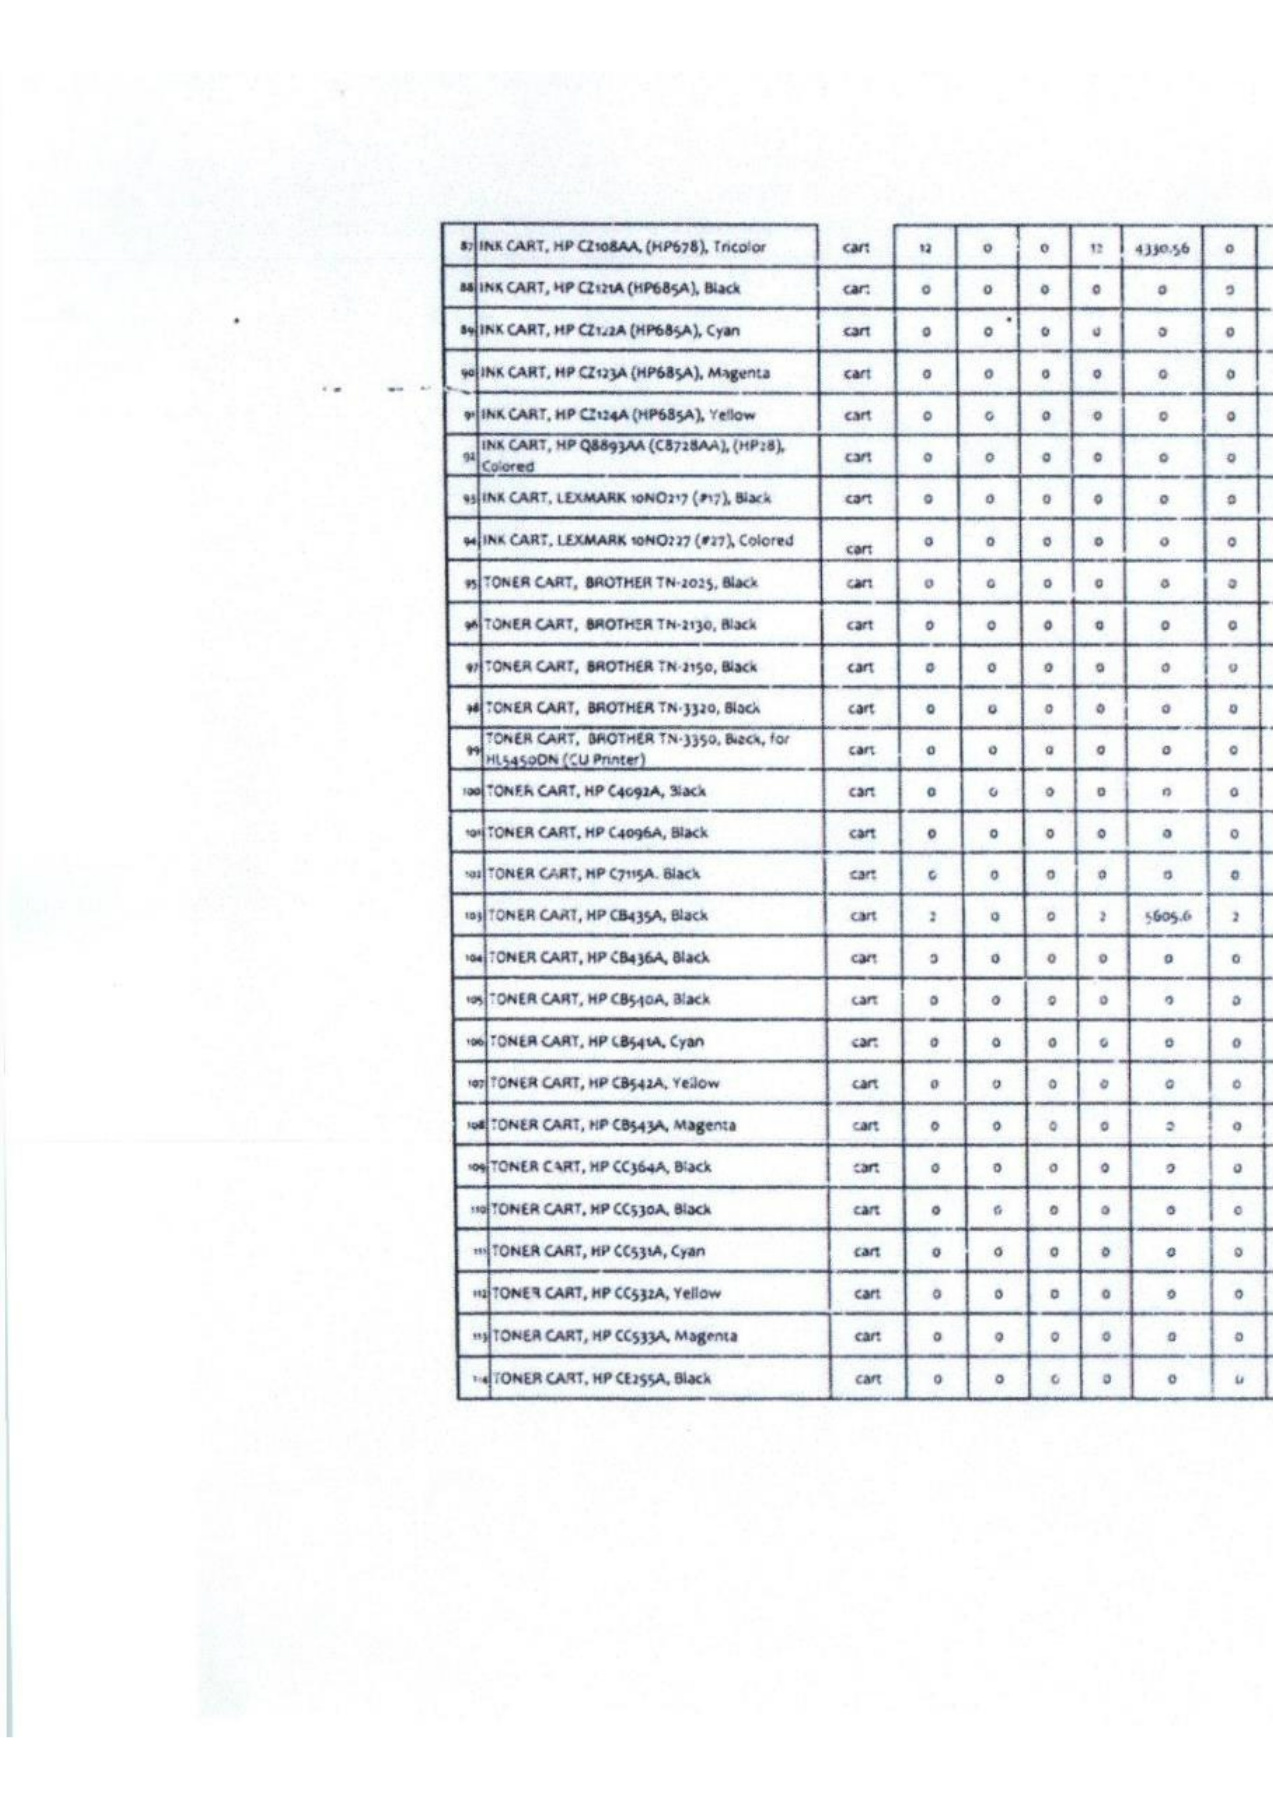 87 INK CART, HP CZ108AA, (HP678), Tricolor cart 12 0 0 12 4330.56 0
88 INK CART, HP CZ121A (HP685A), Black cart 0 0 0 0 0 0
89 INK CART, HP CZ122A (HP685A), Cyan cart 0 0 0 0 0 0
90 INK CART, HP CZ123A (HP685A), Magenta cart 0 0 0 0 0 0
91 INK CART, HP CZ124A (HP685A), Yellow cart 0 0 0 0 0 0
INK CART, HP Q8893AA (C8728AA), (HP28),
92 Colored cart 0 0 0 0 0 0
93 INK CART, LEXMARK 10NO217 (#17), Black cart 0 0 0 0 0 0
94 INK CART, LEXMARK 10NO227 (#27), Colored cart 0 0 0 0 0 0
95 TONER CART, BROTHER TN-2025, Black cart 0 0 0 0 0 0
96 TONER CART, BROTHER TN-2130, Black cart 0 0 0 0 0 0
97 TONER CART, BROTHER TN-2150, Black cart 0 0 0 0 0 0
98 TONER CART, BROTHER TN-3320, Black cart 0 0 0 0 0 0
TONER CART, BROTHER TN-3350, Black, for
99 HL5450DN (CU Printer) cart 0 0 0 0 0 0
100 TONER CART, HP C4092A, Black cart 0 0 0 0 0 0
101 TONER CART, HP C4096A, Black cart 0 0 0 0 0 0
102 TONER CART, HP C7115A. Black cart 0 0 0 0 0 0
103 TONER CART, HP CB435A, Black cart 2 0 0 2 5605.6 2
104 TONER CART, HP CB436A, Black cart 0 0 0 0 0 0
105 TONER CART, HP CB540A, Black cart 0 0 0 0 0 0
106 TONER CART, HP CB541A, Cyan cart 0 0 0 0 0 0
107 TONER CART, HP CB542A, Yellow cart 0 0 0 0 0 0
108 TONER CART, HP CB543A, Magenta cart 0 0 0 0 0 0
109 TONER CART, HP CC364A, Black cart 0 0 0 0 0 0
110 TONER CART, HP CC530A, Black cart 0 0 0 0 0 0
111 TONER CART, HP CC531A, Cyan cart 0 0 0 0 0 0
112 TONER CART, HP CC532A, Yellow cart 0 0 0 0 0 0
113 TONER CART, HP CC533A, Magenta cart 0 0 0 0 0 0
114 TONER CART, HP CE255A, Black cart 0 0 0 0 0 0